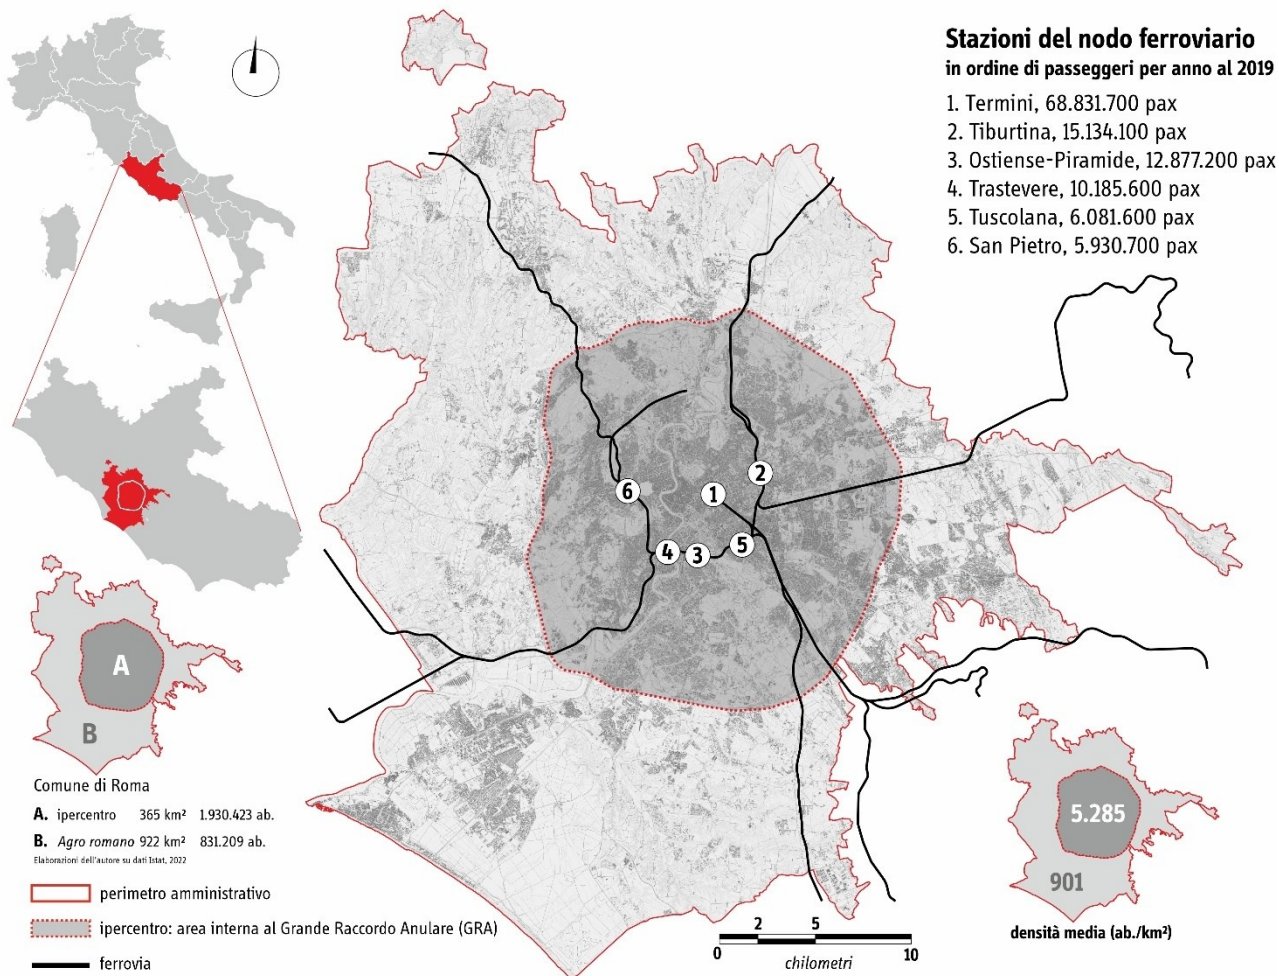 Stazioni del nodo ferroviario
in ordine di passeggeri per anno al 2019
1. Termini, 68.831.700 pax
2. Tiburtina, 15.134.100 pax
3. Ostiense-Piramide, 12.877.200 pax
4. Trastevere, 10.185.600 pax
5. Tuscolana, 6.081.600 pax
6. San Pietro, 5.930.700 pax
2
6
1
5
4
3
A
B
Comune di Roma
A. ipercentro 365 km² 1.930.423 ab.
B. Agro romano 922 km² 831.209 ab.
Elaborazioni dell'autore su dati Istat, 2022
perimetro amministrativo
ipercentro: area interna al Grande Raccordo Anulare (GRA)
ferrovia
2 5
0 10
chilometri
5.285
901
densità media (ab./km²)